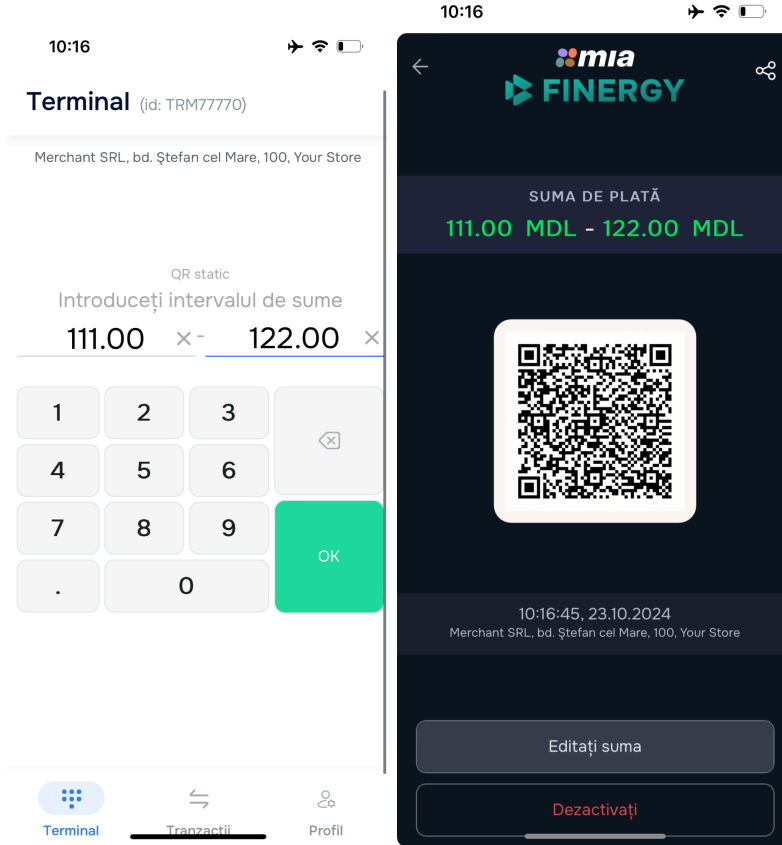 10:16
Terminal (id: TRM77770)
Merchant SRL, bd. Ștefan cel Mare, 100, Your Store
QR static
Introduceți intervalul de sume
111.00 × - 122.00 ×
1 2 3
4 5 6
7 8 9
OK
. 0
Terminal Tranzacții Profil
10:16
mia
FINERGY
SUMA DE PLATĂ
111.00 MDL - 122.00 MDL
10:16:45, 23.10.2024
Merchant SRL, bd. Ștefan cel Mare, 100, Your Store
Editați suma
Dezactivați